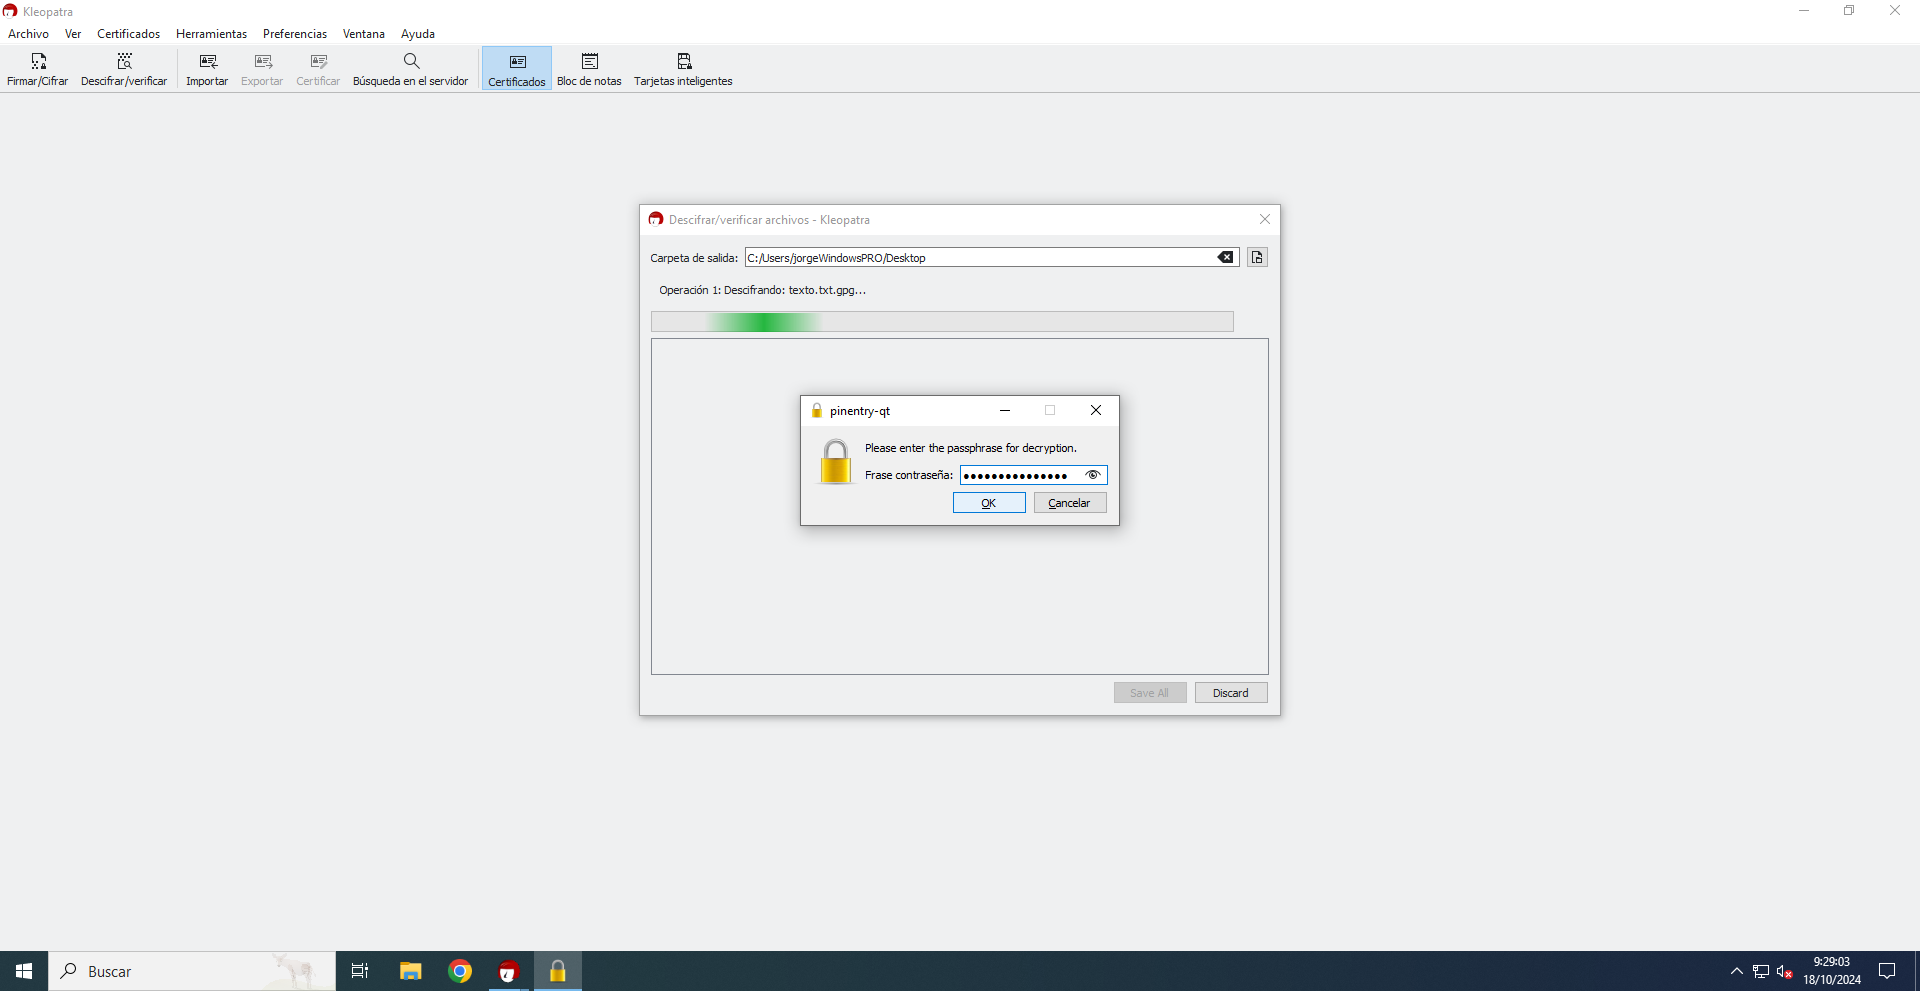 Kleopatra
Archivo Ver Certificados Herramientas Preferencias Ventana Ayuda
Firmar/Cifrar Descifrar/verificar Importar Exportar Certificar Búsqueda en el servidor Certificados Bloc de notas Tarjetas inteligentes
Descifrar/verificar archivos - Kleopatra
Carpeta de salida: C:/Users/jorgeWindowsPRO/Desktop
Operación 1: Descifrando: texto.txt.gpg...
pinentry-qt
Please enter the passphrase for decryption.
Frase contraseña: ●●●●●●●●●●●●●●●
OK Cancelar
Save All Discard
Buscar
9:29:03
18/10/2024